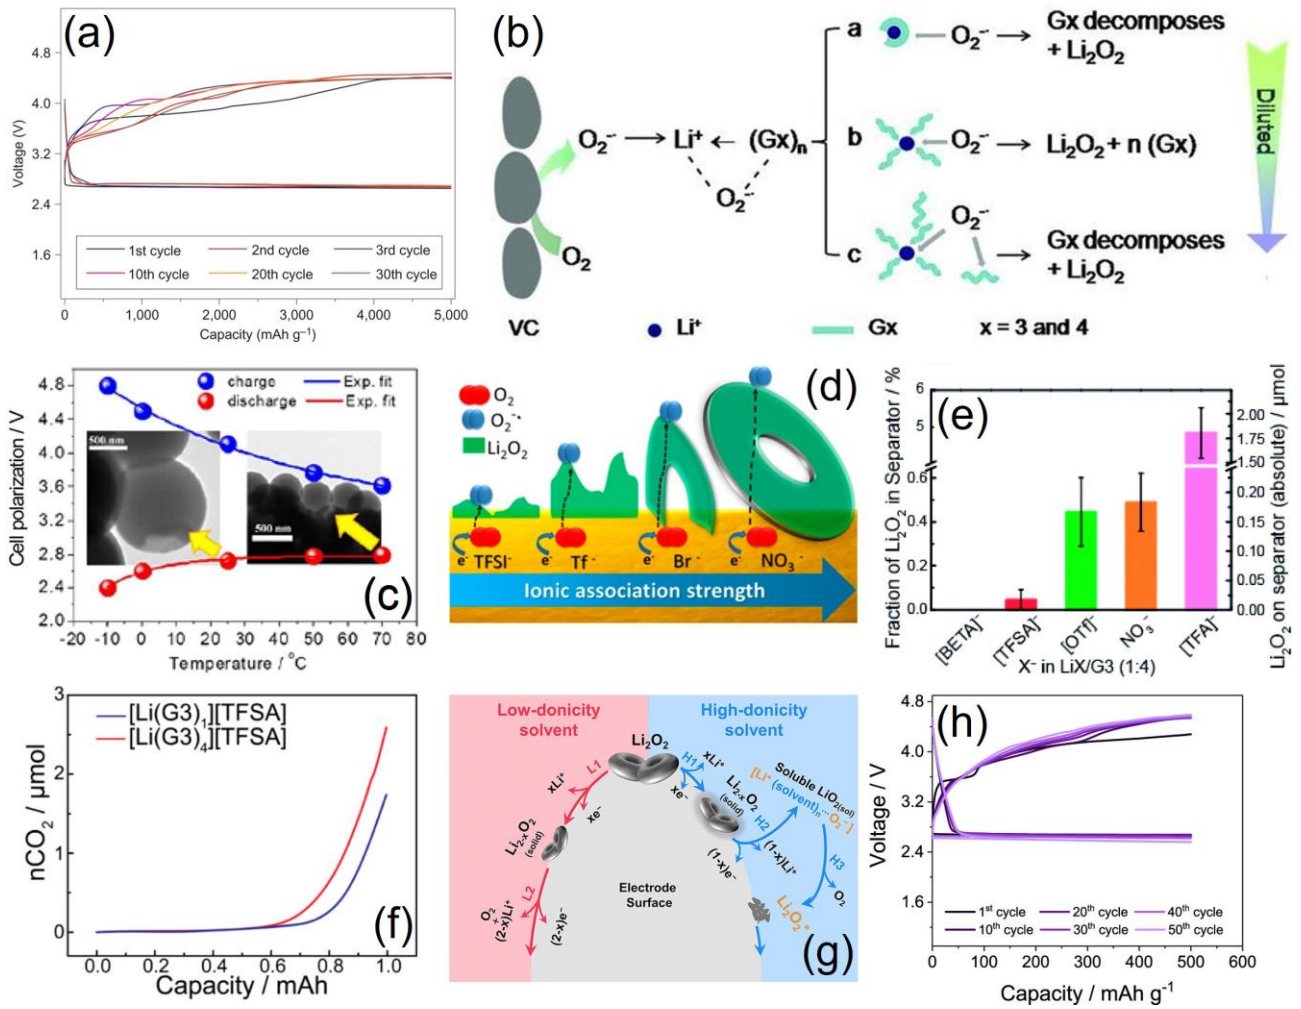 (a)
4.8
4.0
3.2
2.4
1.6
Voltage (V)
1st cycle
2nd cycle
3rd cycle
10th cycle
20th cycle
30th cycle
0
1,000
2,000
3,000
4,000
5,000
Capacity (mAh g⁻¹)
(b)
O₂⁻·
Li⁺
(Gx)ₙ
O₂⁻·
O₂
VC
a
O₂⁻·
Gx decomposes
+ Li₂O₂
b
O₂⁻·
Li₂O₂ + n (Gx)
c
O₂⁻·
Gx decomposes
+ Li₂O₂
Diluted
Li⁺
Gx
x = 3 and 4
(c)
4.8
4.4
4.0
3.6
3.2
2.8
2.4
2.0
Cell polarization / V
charge
Exp. fit
discharge
Exp. fit
500 nm
500 nm
-20
-10
0
10
20
30
40
50
60
70
80
Temperature / °C
(d)
O₂
O₂⁻•
Li₂O₂
e⁻
TFSI⁻
e⁻
Tf⁻
e⁻
Br⁻
e⁻
NO₃⁻
Ionic association strength
(e)
Fraction of Li₂O₂ in Separator / %
6
5
0.6
0.4
0.2
0.0
2.00
1.75
1.50
0.20
0.15
0.10
0.05
0.00
Li₂O₂ on separator (absolute) / µmol
[BETA]⁻
[TFSA]⁻
[OTf]⁻
NO₃⁻
[TFA]⁻
X⁻ in LiX/G3 (1:4)
(f)
3
2
1
0
nCO₂ / µmol
[Li(G3)₁][TFSA]
[Li(G3)₄][TFSA]
0.0
0.2
0.4
0.6
0.8
1.0
Capacity / mAh
Low-donicity
solvent
High-donicity
solvent
Li₂O₂
L1
xLi⁺
xe⁻
Li₂₋ₓO₂
(solid)
L2
O₂
+
(2-x)Li⁺
(2-x)e⁻
H1
xLi⁺
xe⁻
Li₂₋ₓO₂
(solid)
H2
(1-x)Li⁺
(1-x)e⁻
Soluble LiO₂(sol)
[Li⁺(solvent)ₙ···O₂⁻]
H3
O₂
Li₂O₂*
Electrode
Surface
(g)
(h)
4.8
4.0
3.2
2.4
1.6
Voltage / V
1ˢᵗ cycle
20ᵗʰ cycle
40ᵗʰ cycle
10ᵗʰ cycle
30ᵗʰ cycle
50ᵗʰ cycle
0
100
200
300
400
500
600
Capacity / mAh g⁻¹